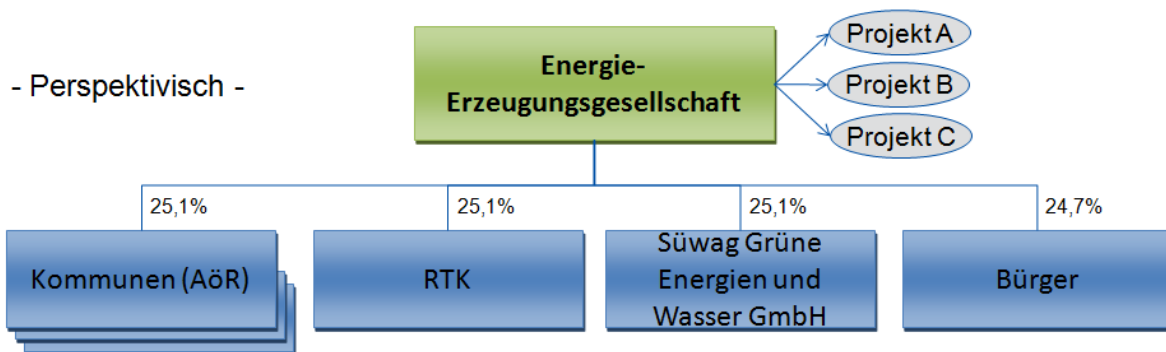 - Perspektivisch -
Energie-
Erzeugungsgesellschaft
Projekt A
Projekt B
Projekt C
25,1%
25,1%
25,1%
24,7%
Kommunen (AöR)
RTK
Süwag Grüne
Energien und
Wasser GmbH
Bürger